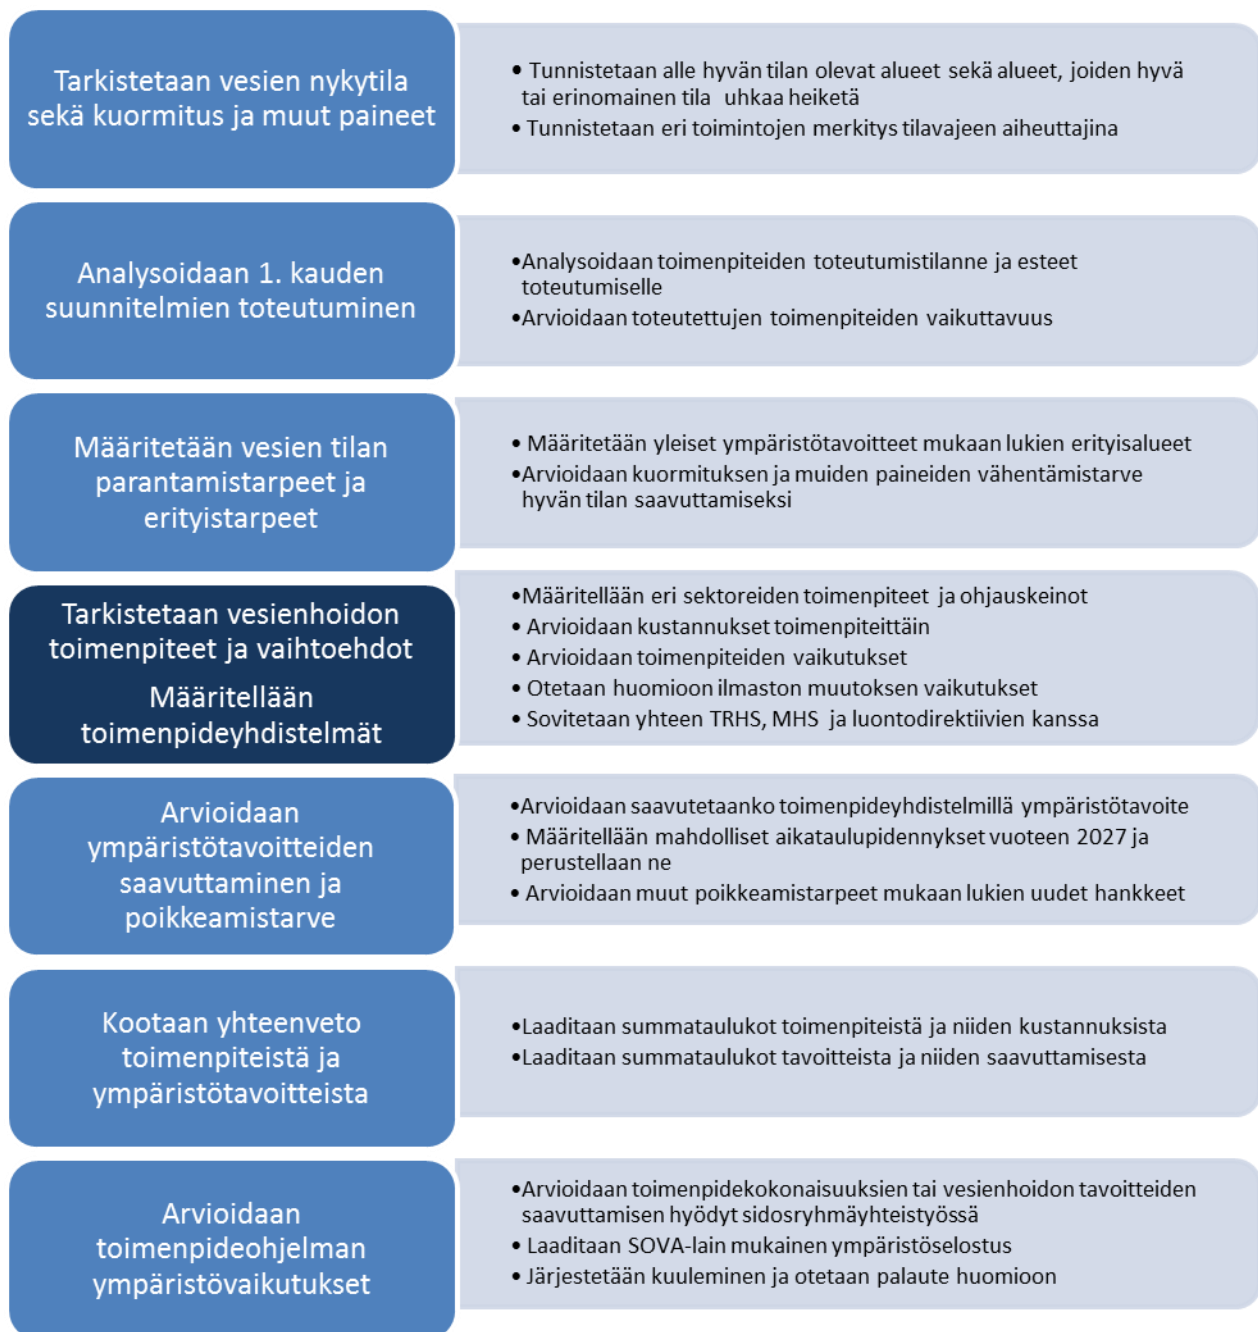 Tarkistetaan vesien nykytila
sekä kuormitus ja muut paineet
• Tunnistetaan alle hyvän tilan olevat alueet sekä alueet, joiden hyvä
tai erinomainen tila uhkaa heiketä
• Tunnistetaan eri toimintojen merkitys tilavajeen aiheuttajina
Analysoidaan 1. kauden
suunnitelmien toteutuminen
•Analysoidaan toimenpiteiden toteutumistilanne ja esteet
toteutumiselle
•Arvioidaan toteutettujen toimenpiteiden vaikuttavuus
Määritetään vesien tilan
parantamistarpeet ja
erityistarpeet
• Määritetään yleiset ympäristötavoitteet mukaan lukien erityisalueet
•Arvioidaan kuormituksen ja muiden paineiden vähentämistarve
hyvän tilan saavuttamiseksi
Tarkistetaan vesienhoidon
toimenpiteet ja vaihtoehdot
Määritellään
toimenpideyhdistelmät
•Määritellään eri sektoreiden toimenpiteet ja ohjauskeinot
• Arvioidaan kustannukset toimenpiteittäin
• Arvioidaan toimenpiteiden vaikutukset
• Otetaan huomioon ilmaston muutoksen vaikutukset
• Sovitetaan yhteen TRHS, MHS ja luontodirektiivien kanssa
Arvioidaan
ympäristötavoitteiden
saavuttaminen ja
poikkeamistarve
•Arvioidaan saavutetaanko toimenpideyhdistelmillä ympäristötavoite
• Määritellään mahdolliset aikataulupidennykset vuoteen 2027 ja
perustellaan ne
• Arvioidaan muut poikkeamistarpeet mukaan lukien uudet hankkeet
Kootaan yhteenveto
toimenpiteistä ja
ympäristötavoitteista
•Laaditaan summataulukot toimenpiteistä ja niiden kustannuksista
•Laaditaan summataulukot tavoitteista ja niiden saavuttamisesta
Arvioidaan
toimenpideohjelman
ympäristövaikutukset
•Arvioidaan toimenpidekokonaisuuksien tai vesienhoidon tavoitteiden
saavuttamisen hyödyt sidosryhmäyhteistyössä
• Laaditaan SOVA-lain mukainen ympäristöselostus
• Järjestetään kuuleminen ja otetaan palaute huomioon